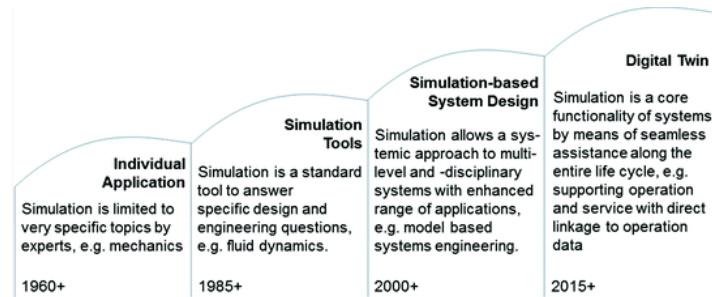 Individual
Application
Simulation is limited to
very specific topics by
experts, e.g. mechanics
1960+
Simulation
Tools
Simulation is a standard
tool to answer
specific design and
engineering questions,
e.g. fluid dynamics.
1985+
Simulation-based
System Design
Simulation allows a sys-
temic approach to multi-
level and -disciplinary
systems with enhanced
range of applications,
e.g. model based
systems engineering.
2000+
Digital Twin
Simulation is a core
functionality of systems
by means of seamless
assistance along the
entire life cycle, e.g.
supporting operation
and service with direct
linkage to operation
data
2015+